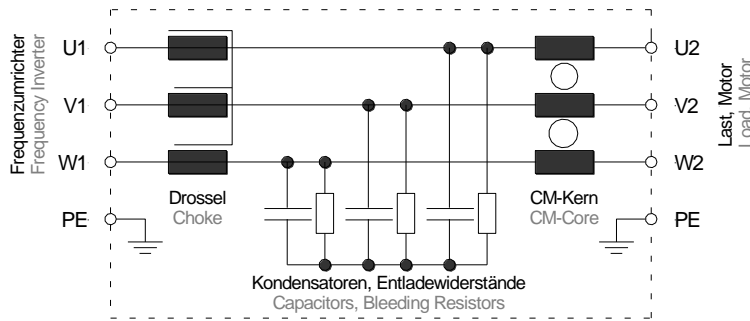 Frequenzumrichter
Frequency Inverter
U1
V1
W1
PE
Drossel
Choke
CM-Kern
CM-Core
Kondensatoren, Entladewiderstände
Capacitors, Bleeding Resistors
U2
V2
W2
PE
Last, Motor
Load, Motor